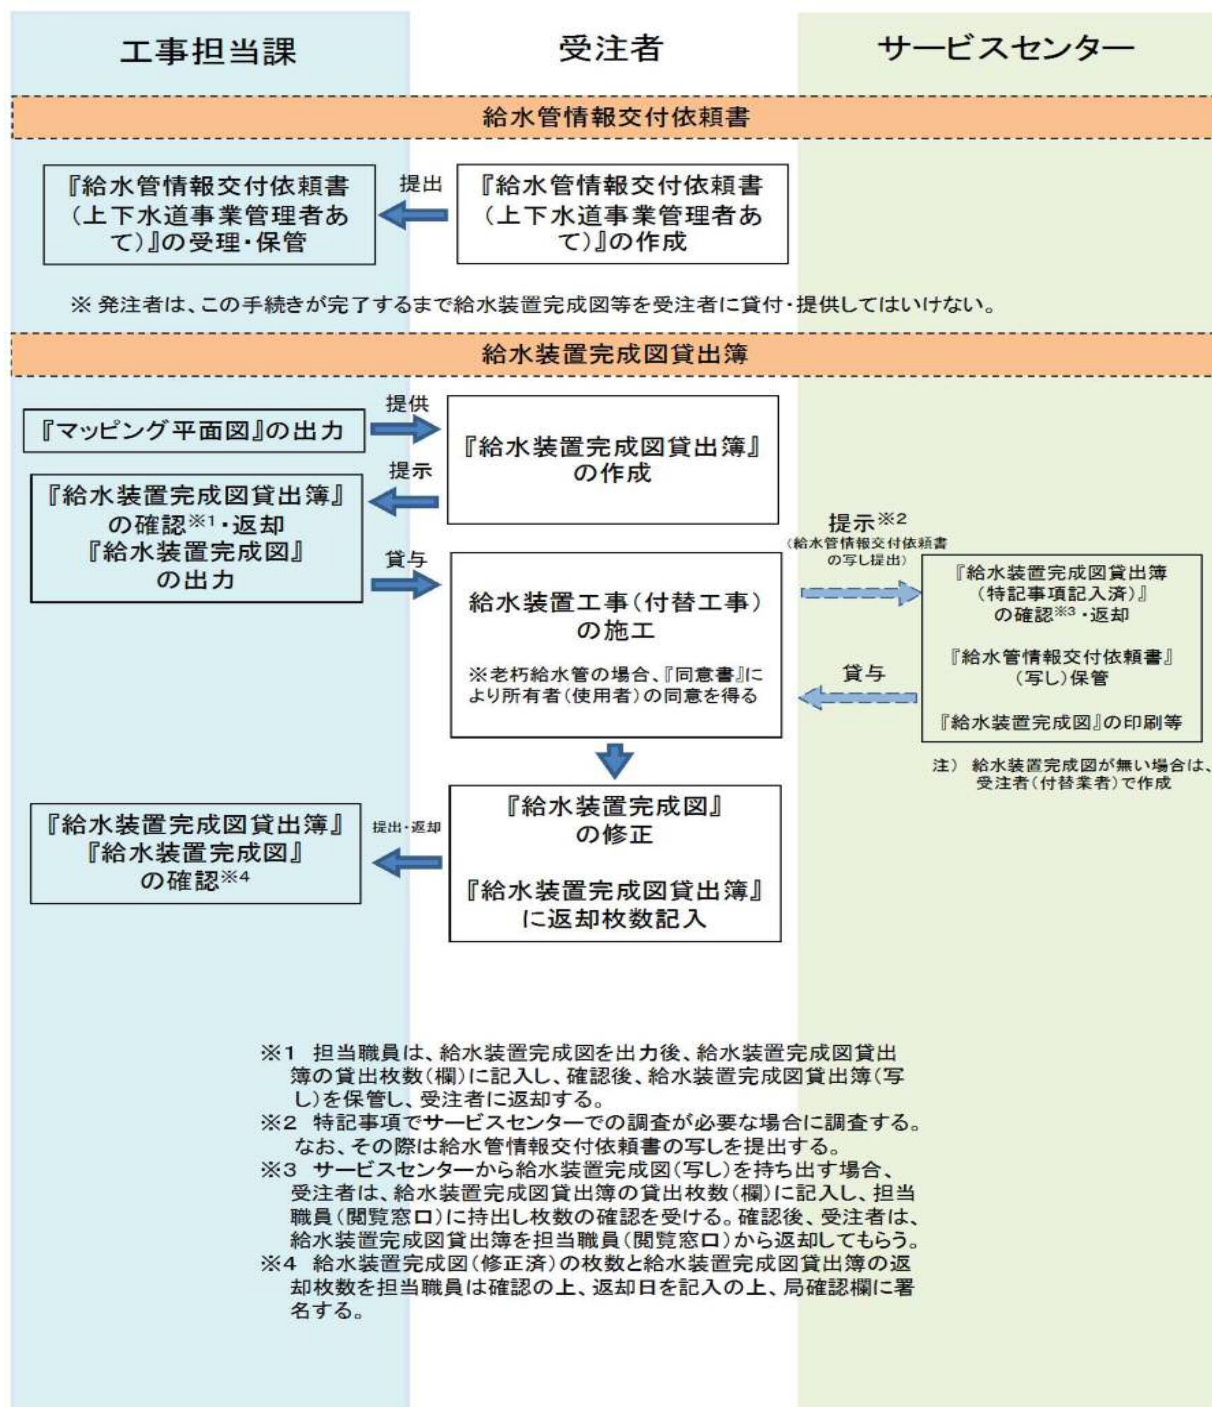 工事担当課
受注者
サービスセンター
給水管情報交付依頼書
『給水管情報交付依頼書
(上下水道事業管理者あ
て)』の受理・保管
提出
『給水管情報交付依頼書
(上下水道事業管理者あ
て)』の作成
※ 発注者は、この手続きが完了するまで給水装置完成図等を受注者に貸付・提供してはいけない。
給水装置完成図貸出簿
『マッピング平面図』の出力
提供
『給水装置完成図貸出簿』
の作成
提示
『給水装置完成図貸出簿』
の確認※1・返却
『給水装置完成図』
の出力
貸与
給水装置工事(付替工事)
の施工
※老朽給水管の場合、『同意書』に
より所有者(使用者)の同意を得る
提示※2
(給水管情報交付依頼書
の写し提出)
『給水装置完成図貸出簿
(特記事項記入済)』
の確認※3・返却
『給水管情報交付依頼書』
(写し)保管
『給水装置完成図』の印刷等
貸与
注) 給水装置完成図が無い場合は、
受注者(付替業者)で作成
『給水装置完成図』
の修正
『給水装置完成図貸出簿』
に返却枚数記入
提出・返却
『給水装置完成図貸出簿』
『給水装置完成図』
の確認※4
※1 担当職員は、給水装置完成図を出力後、給水装置完成図貸出
簿の貸出枚数(欄)に記入し、確認後、給水装置完成図貸出簿(写
し)を保管し、受注者に返却する。
※2 特記事項でサービスセンターでの調査が必要な場合に調査する。
なお、その際は給水管情報交付依頼書の写しを提出する。
※3 サービスセンターから給水装置完成図(写し)を持ち出す場合、
受注者は、給水装置完成図貸出簿の貸出枚数(欄)に記入し、担当
職員(閲覧窓口)に持出し枚数の確認を受ける。確認後、受注者は、
給水装置完成図貸出簿を担当職員(閲覧窓口)から返却してもらう。
※4 給水装置完成図(修正済)の枚数と給水装置完成図貸出簿の返
却枚数を担当職員は確認の上、返却日を記入の上、局確認欄に署
名する。